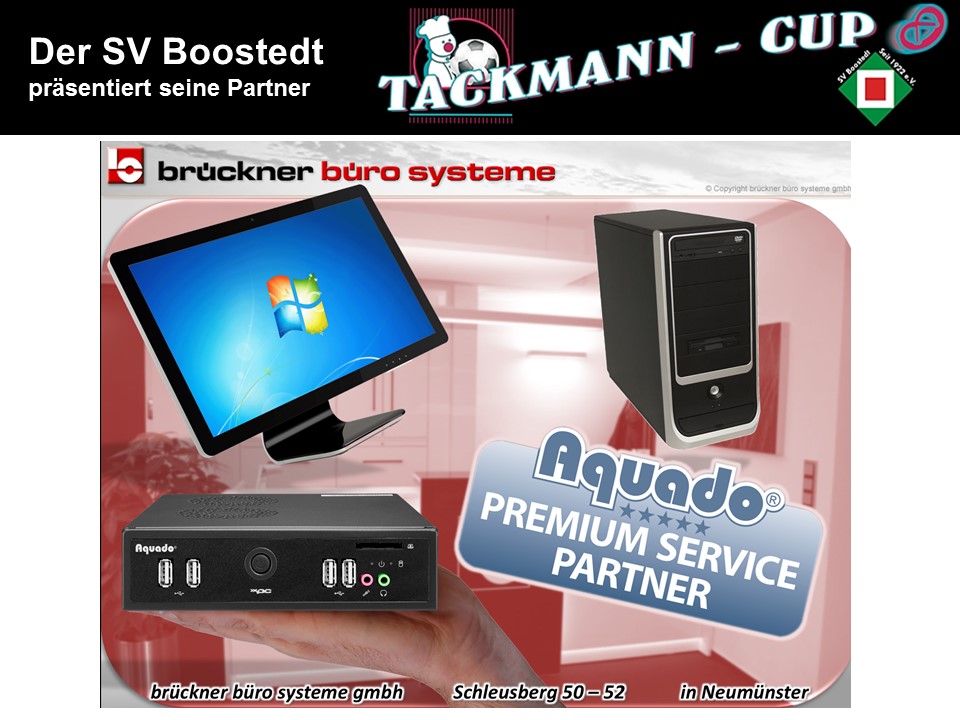 Der SV Boostedt
präsentiert seine Partner
TACKMANN - CUP
SV Boostedt Seit 1922 e.V.
brückner büro systeme
© Copyright brückner büro systeme gmbh
Aquado®
PREMIUM SERVICE
PARTNER
Aquado®
XPC
brückner büro systeme gmbh Schleusberg 50 – 52 in Neumünster